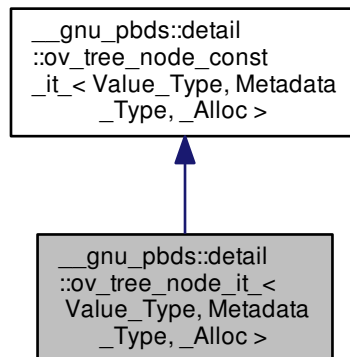 __gnu_pbds::detail
::ov_tree_node_const
_it_< Value_Type, Metadata
_Type, _Alloc >
__gnu_pbds::detail
::ov_tree_node_it_<
Value_Type, Metadata
_Type, _Alloc >